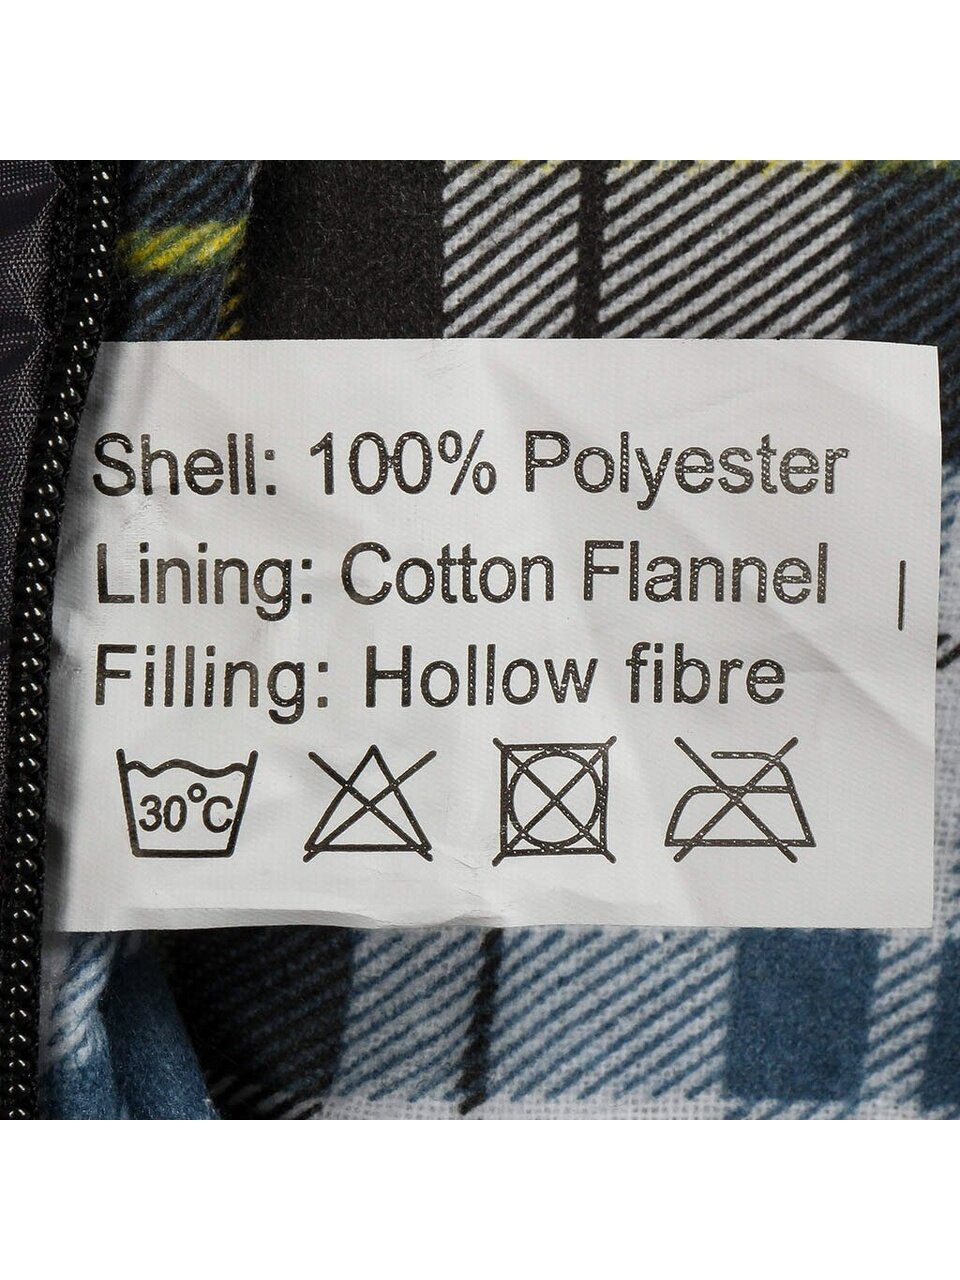 Shell: 100% Polyester
Lining: Cotton Flannel
Filling: Hollow fibre
30°C